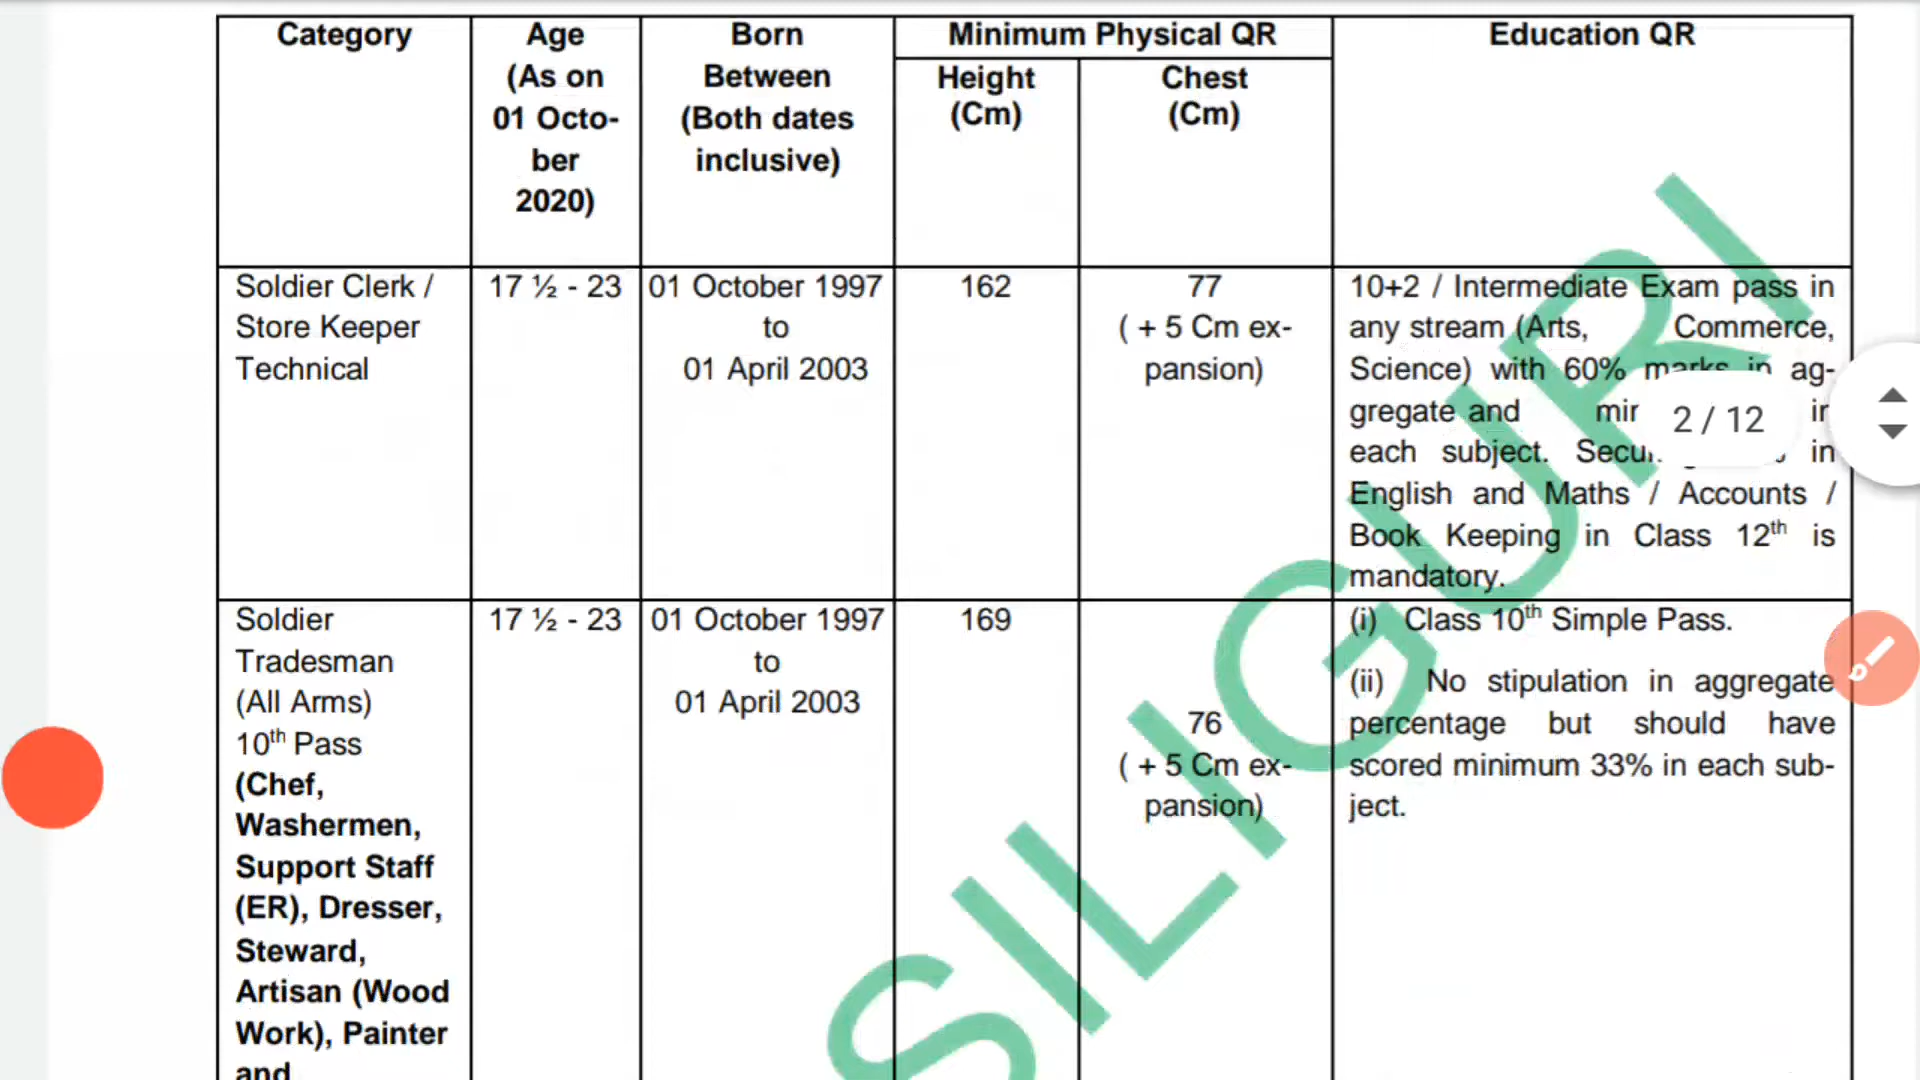 Category
Age
(As on
01 Octo-
ber
2020)
Born
Between
(Both dates
inclusive)
Minimum Physical QR
Height
(Cm)
Chest
(Cm)
Education QR
Soldier Clerk /
Store Keeper
Technical
17 ½ - 23
01 October 1997
to
01 April 2003
162
77
( + 5 Cm ex-
pansion)
10+2 / Intermediate Exam pass in
any stream (Arts, Commerce,
Science) with 60% marks in ag-
gregate and in
each subject. in
English and Maths / Accounts /
Book Keeping in Class 12th is
mandatory.
2 / 12
Soldier
Tradesman
(All Arms)
10th Pass
(Chef,
Washermen,
Support Staff
(ER), Dresser,
Steward,
Artisan (Wood
Work), Painter
and
17 ½ - 23
01 October 1997
to
01 April 2003
169
76
( + 5 Cm ex-
pansion)
(i) Class 10th Simple Pass.
(ii) No stipulation in aggregate
percentage but should have
scored minimum 33% in each sub-
ject.
SILIGURI